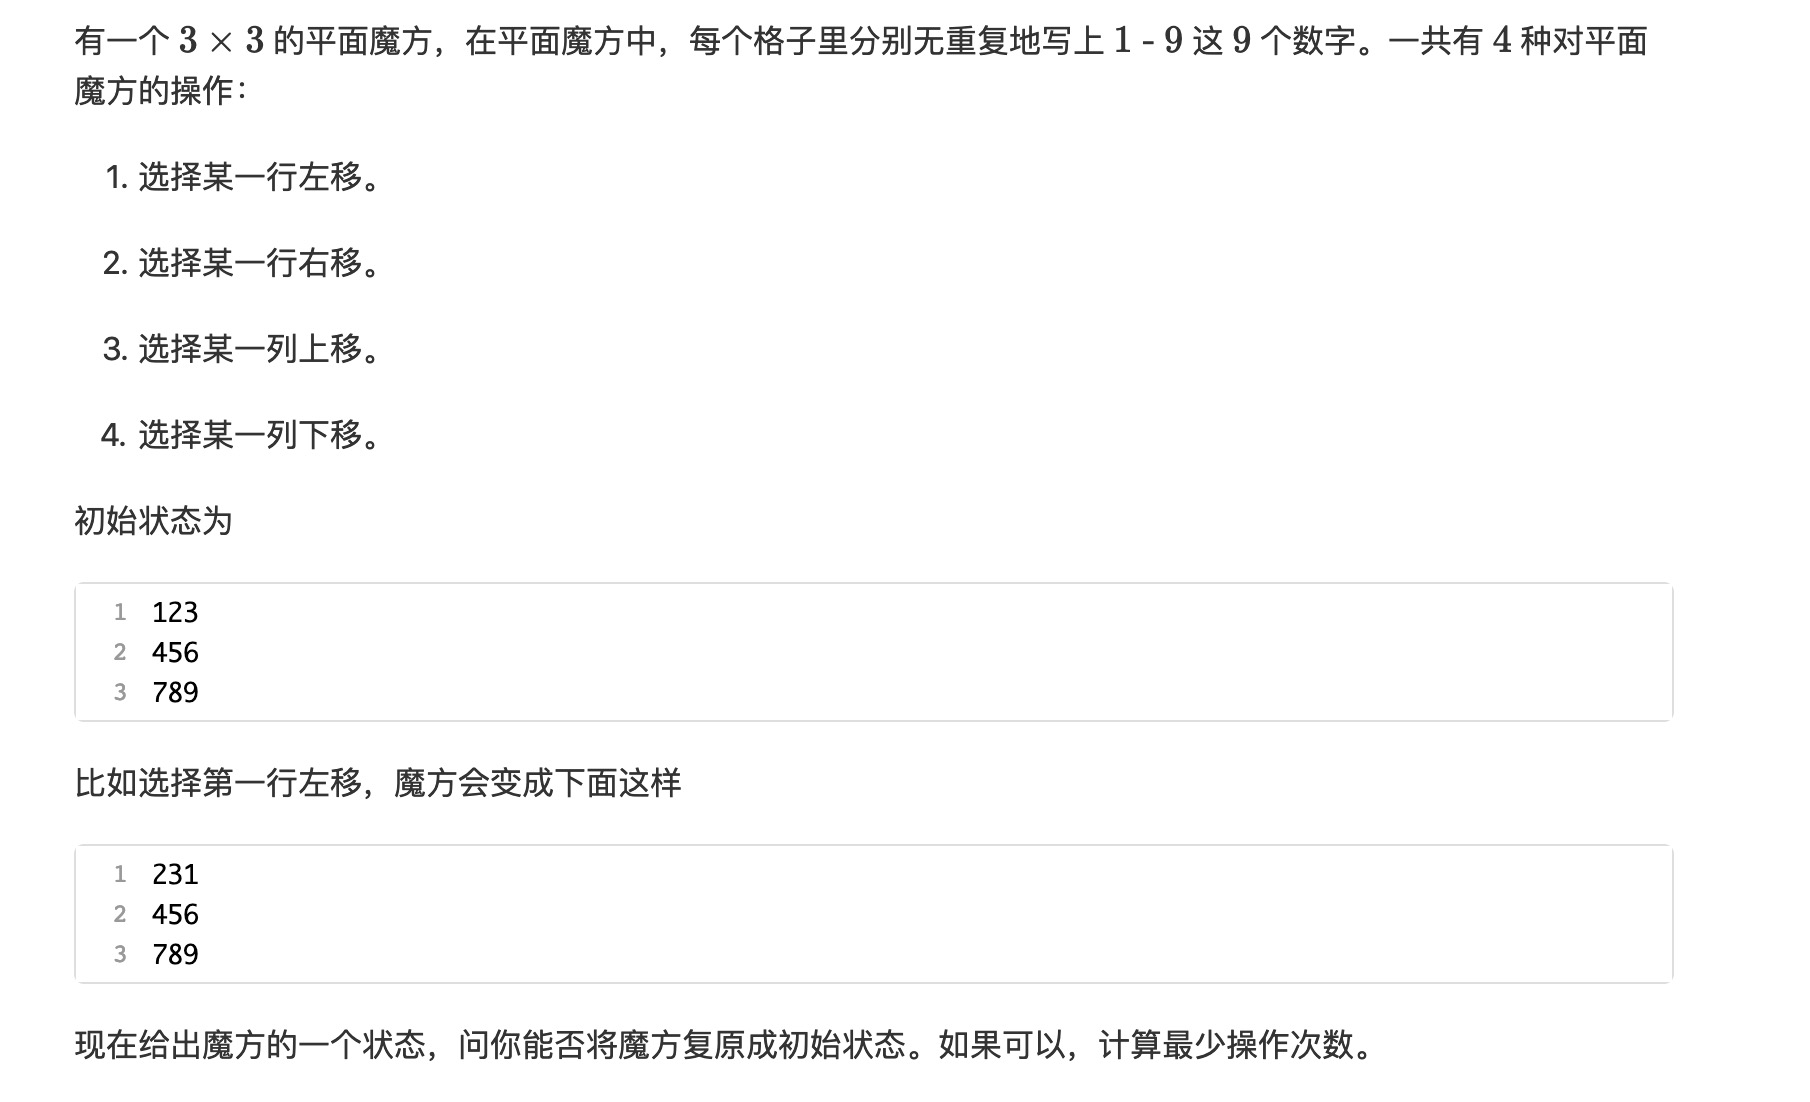 有一个 3 × 3 的平面魔方，在平面魔方中，每个格子里分别无重复地写上 1 - 9 这 9 个数字。一共有 4 种对平面
魔方的操作：
1. 选择某一行左移。
2. 选择某一行右移。
3. 选择某一列上移。
4. 选择某一列下移。
初始状态为
1 123
2 456
3 789
比如选择第一行左移，魔方会变成下面这样
1 231
2 456
3 789
现在给出魔方的一个状态，问你能否将魔方复原成初始状态。如果可以，计算最少操作次数。